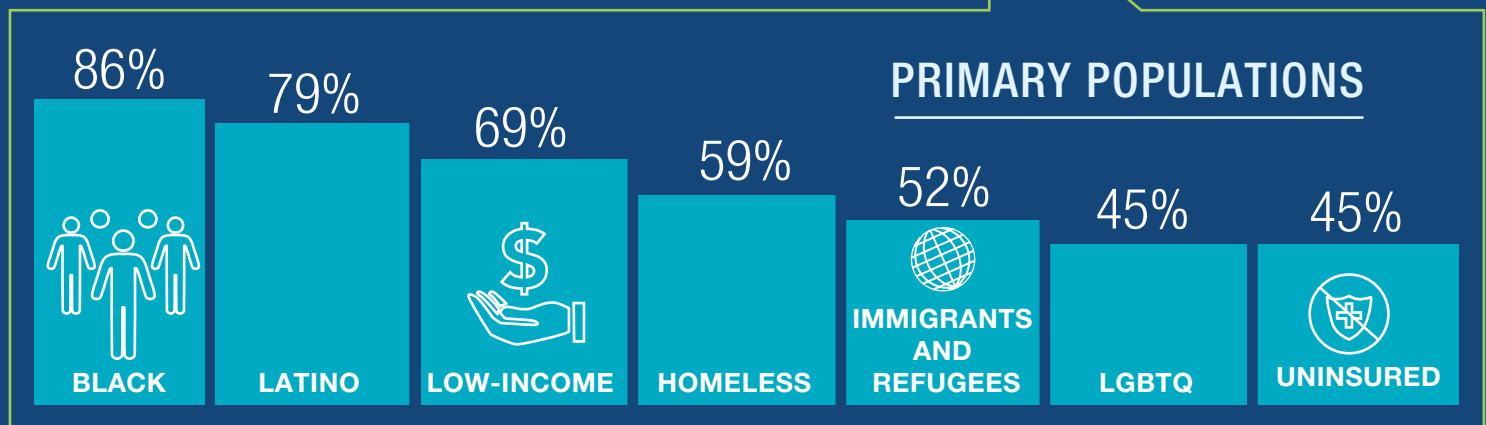 PRIMARY POPULATIONS
86%
BLACK
79%
LATINO
69%
$
LOW-INCOME
59%
HOMELESS
52%
IMMIGRANTS
AND
REFUGEES
45%
LGBTQ
45%
UNINSURED